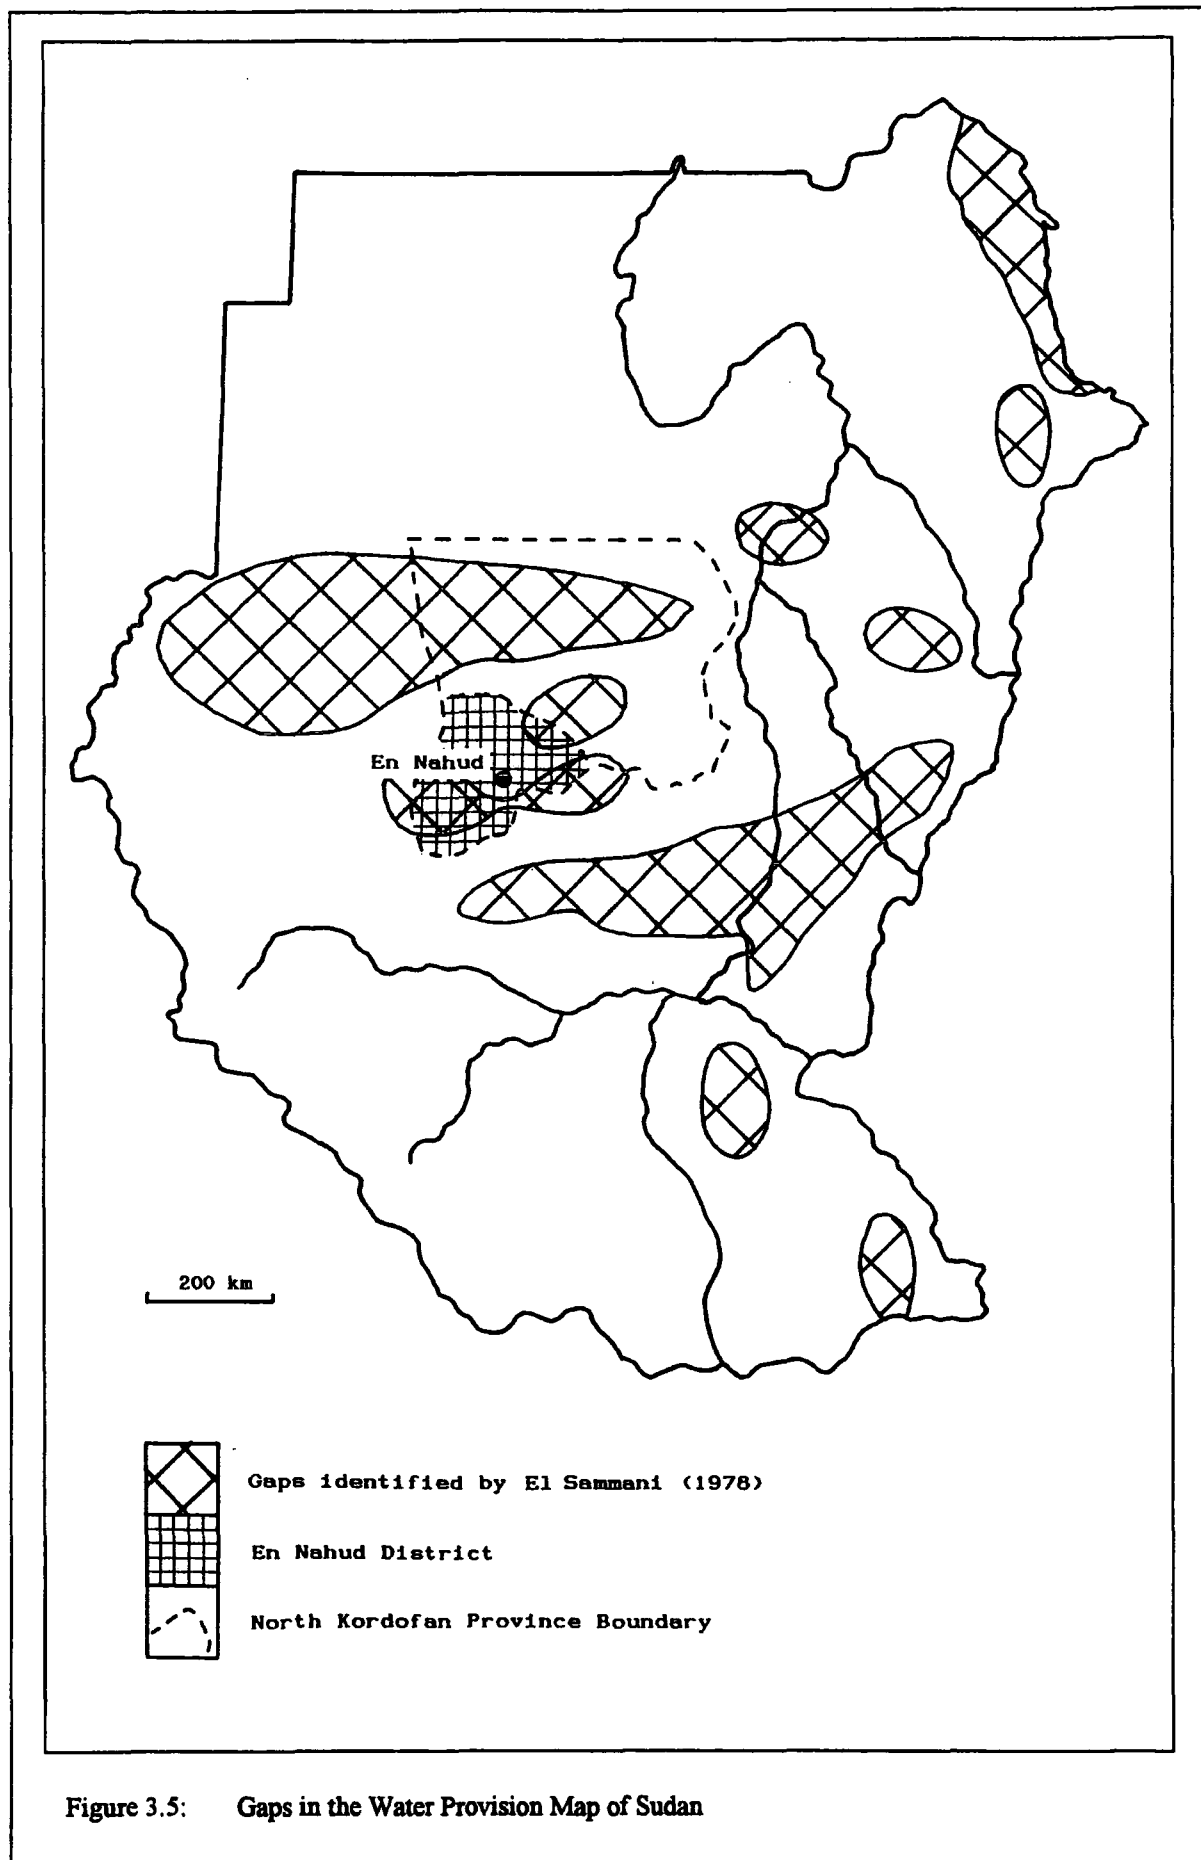 En Nahud
200 km
Gaps identified by El Sammani (1978)
En Nahud District
North Kordofan Province Boundary
Figure 3.5: Gaps in the Water Provision Map of Sudan